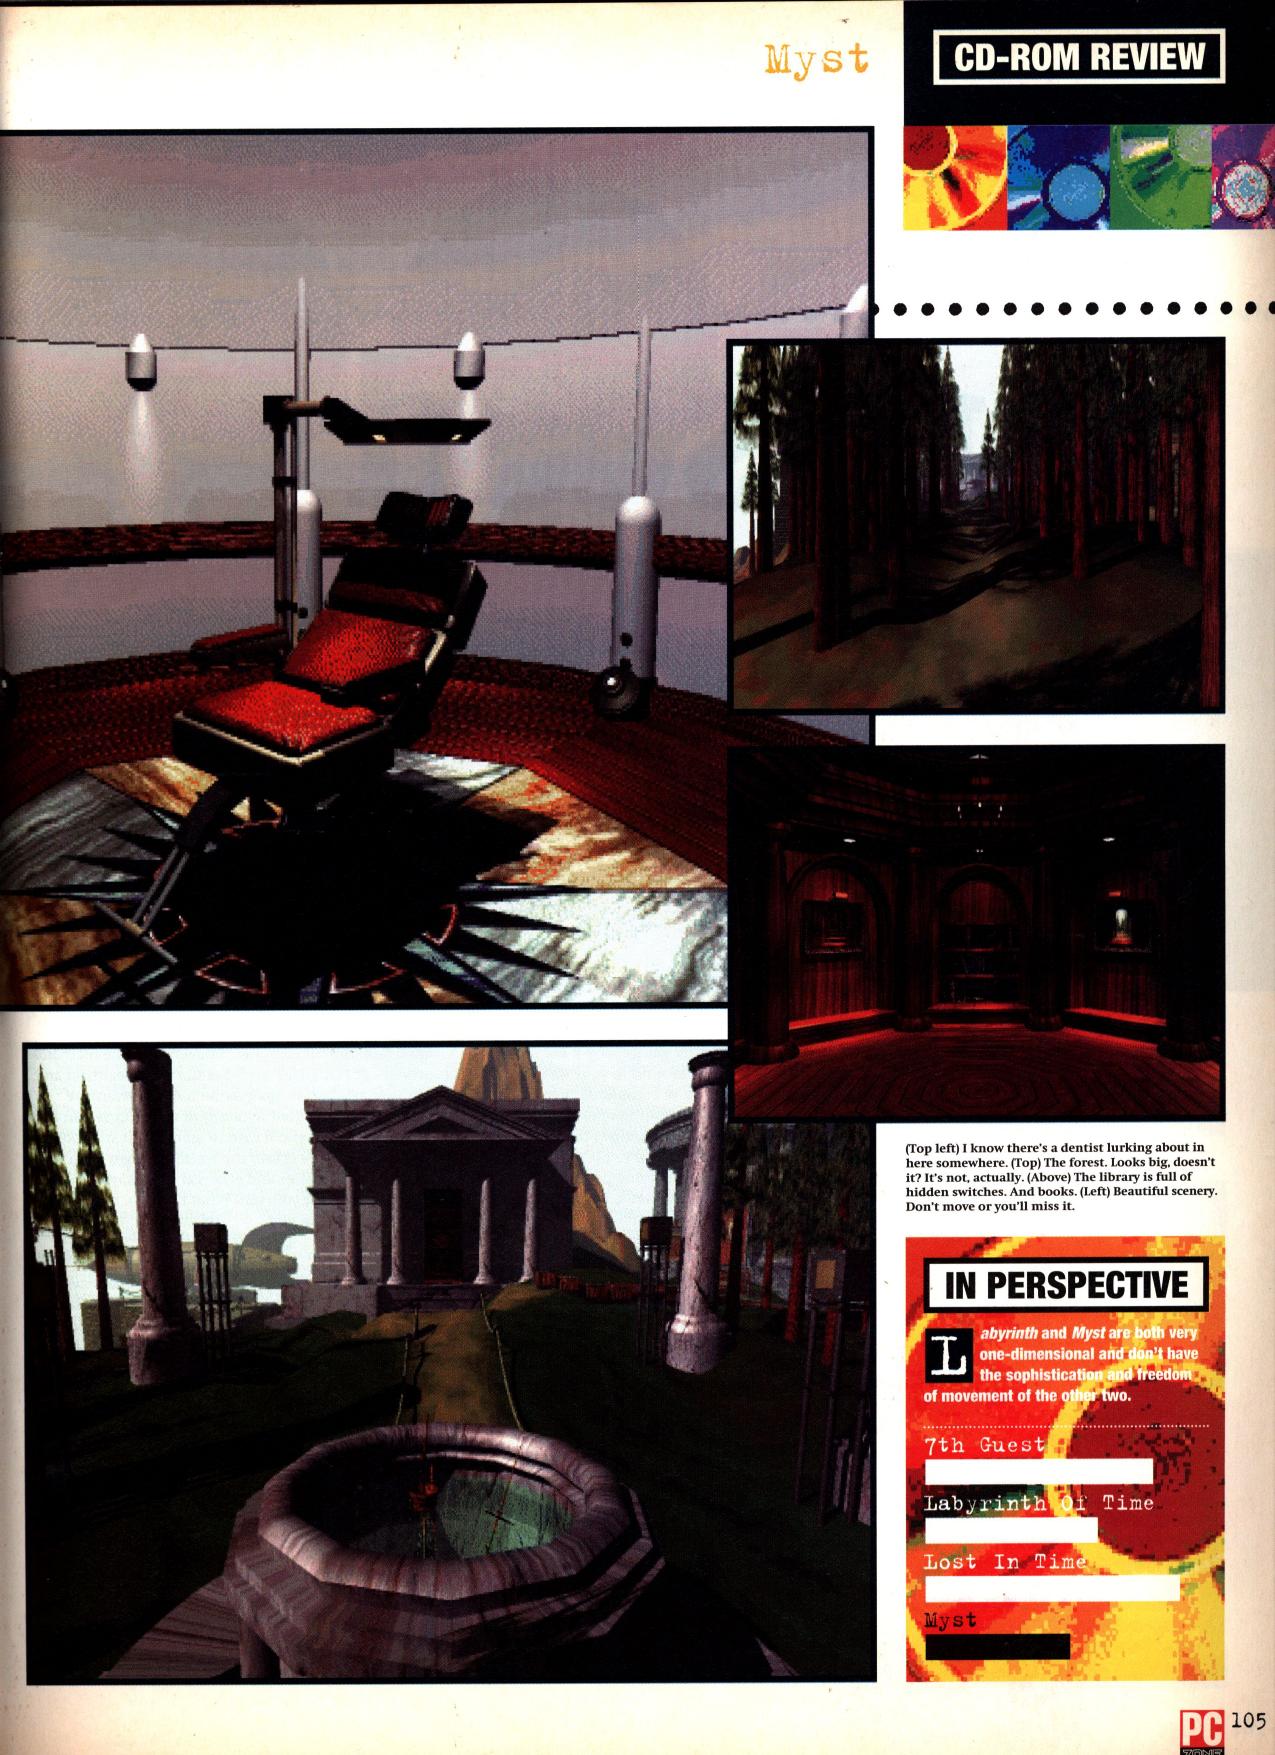 Myst
CD-ROM REVIEW
(Top left) I know there's a dentist lurking about in
here somewhere. (Top) The forest. Looks big, doesn't
it? It's not, actually. (Above) The library is full of
hidden switches. And books. (Left) Beautiful scenery.
Don't move or you'll miss it.
IN PERSPECTIVE
Labyrinth and Myst are both very
one-dimensional and don't have
the sophistication and freedom
of movement of the other two.
7th Guest
Labyrinth Of Time
Lost In Time
Myst
PC
ZONE
105